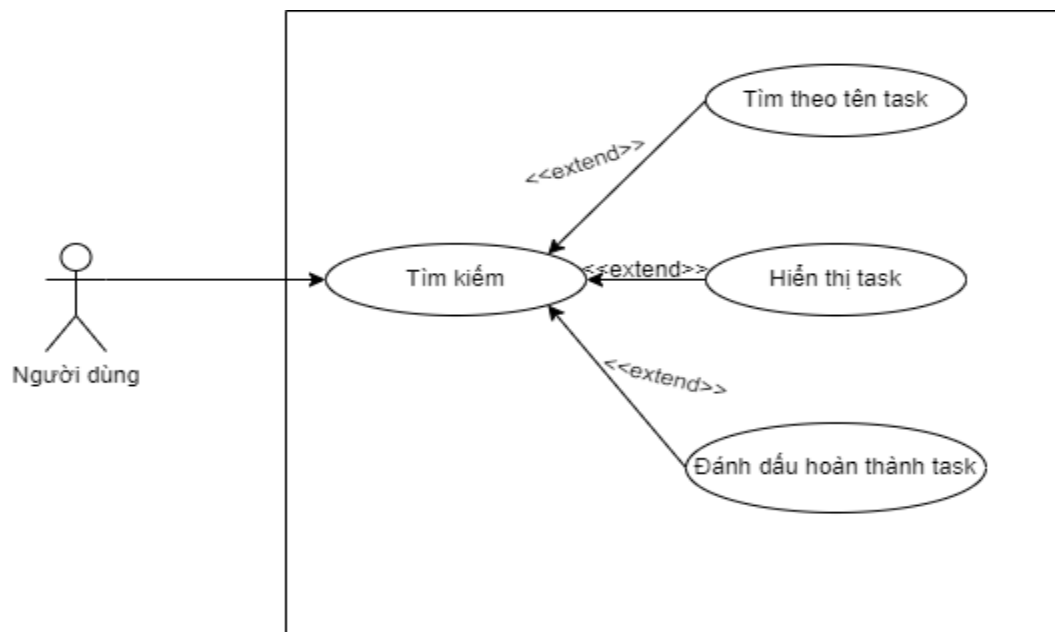 Tìm theo tên task
<<extend>>
Tìm kiếm
<<extend>>
Hiển thị task
<<extend>>
Người dùng
Đánh dấu hoàn thành task